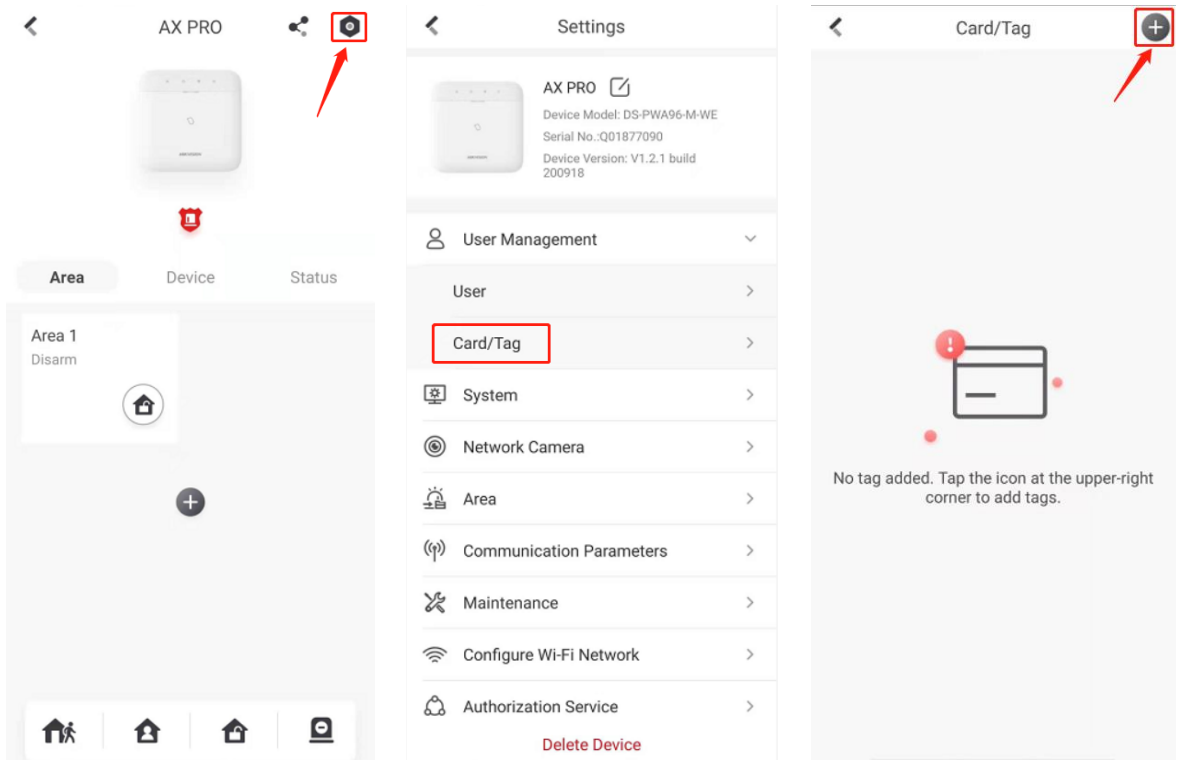 AX PRO
Area
Device
Status
Area 1
Disarm
Settings
AX PRO
Device Model: DS-PWA96-M-WE
Serial No.:Q01877090
Device Version: V1.2.1 build
200918
User Management
User
Card/Tag
System
Network Camera
Area
Communication Parameters
Maintenance
Configure Wi-Fi Network
Authorization Service
Delete Device
Card/Tag
No tag added. Tap the icon at the upper-right
corner to add tags.